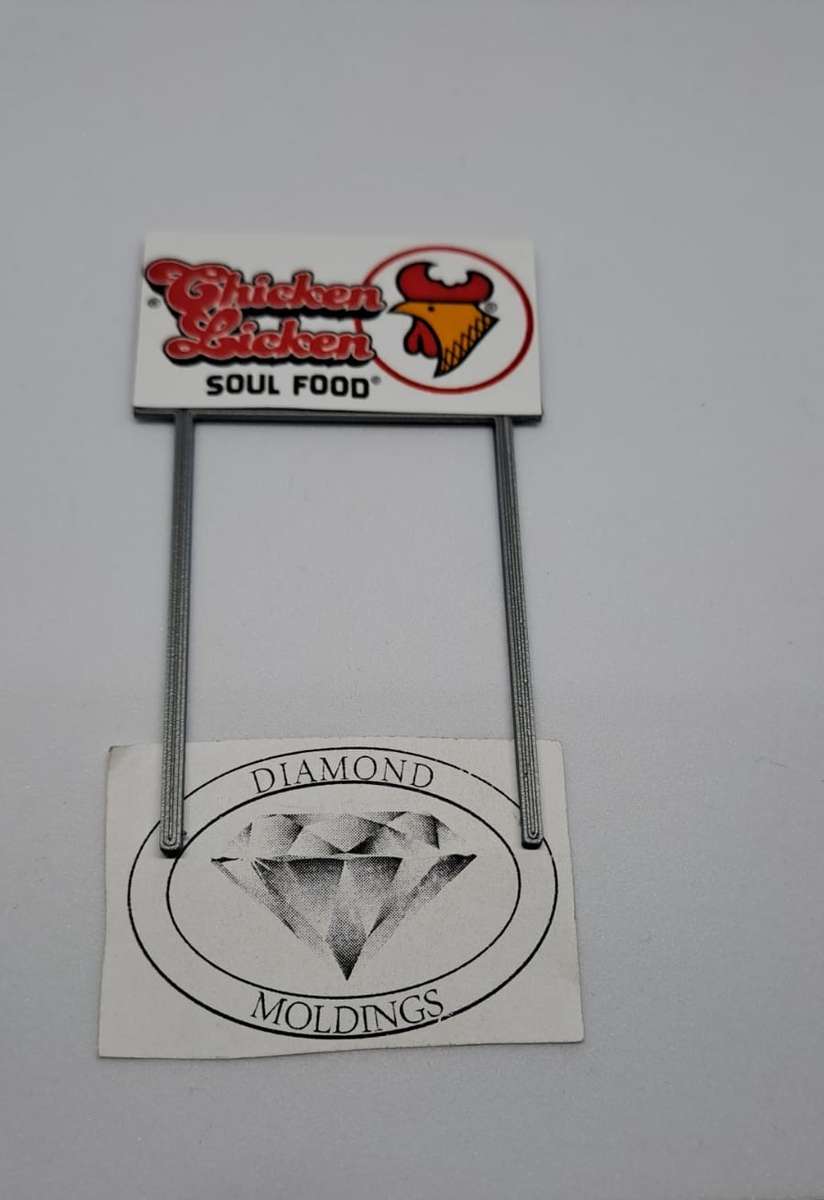 Chicken
® Licken
SOUL FOOD®
®
DIAMOND
MOLDINGS